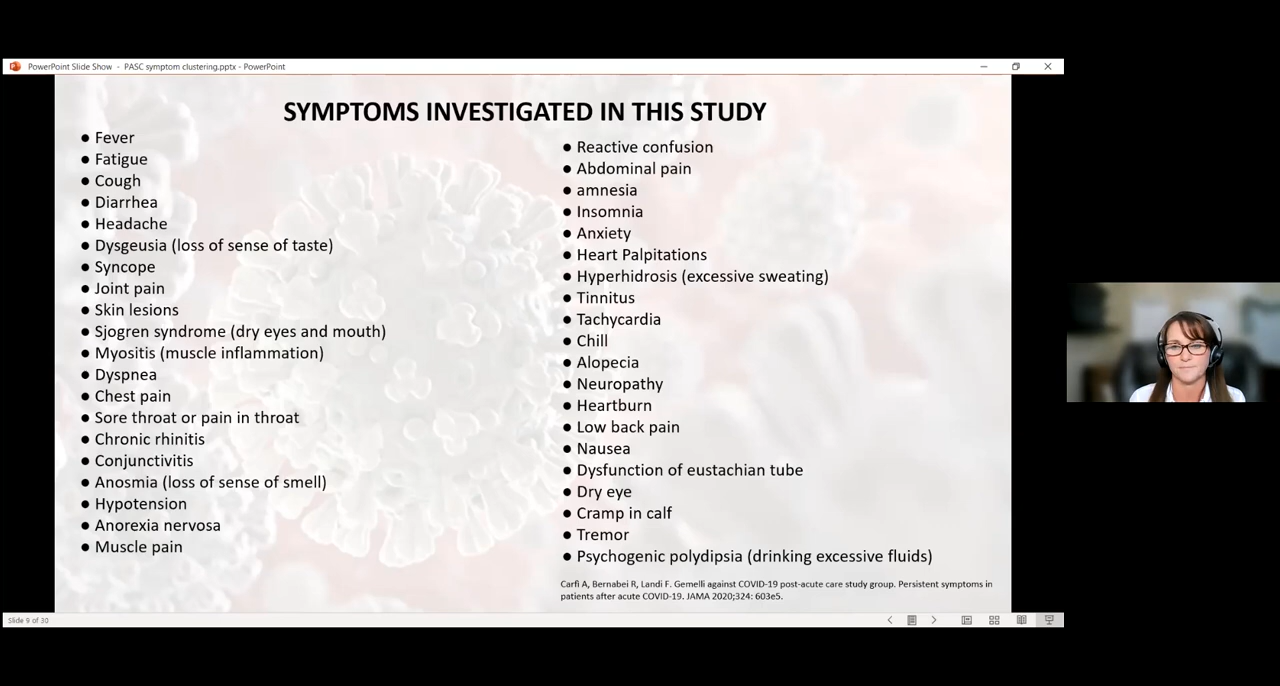 PowerPoint Slide Show - PASC symptom clustering.pptx - PowerPoint
SYMPTOMS INVESTIGATED IN THIS STUDY
● Fever
● Fatigue
● Cough
● Diarrhea
● Headache
● Dysgeusia (loss of sense of taste)
● Syncope
● Joint pain
● Skin lesions
● Sjogren syndrome (dry eyes and mouth)
● Myositis (muscle inflammation)
● Dyspnea
● Chest pain
● Sore throat or pain in throat
● Chronic rhinitis
● Conjunctivitis
● Anosmia (loss of sense of smell)
● Hypotension
● Anorexia nervosa
● Muscle pain
● Reactive confusion
● Abdominal pain
● amnesia
● Insomnia
● Anxiety
● Heart Palpitations
● Hyperhidrosis (excessive sweating)
● Tinnitus
● Tachycardia
● Chill
● Alopecia
● Neuropathy
● Heartburn
● Low back pain
● Nausea
● Dysfunction of eustachian tube
● Dry eye
● Cramp in calf
● Tremor
● Psychogenic polydipsia (drinking excessive fluids)
Carfi A, Bernabei R, Landi F. Gemelli against COVID-19 post-acute care study group. Persistent symptoms in
patients after acute COVID-19. JAMA 2020;324: 603e5.
Slide 9 of 30